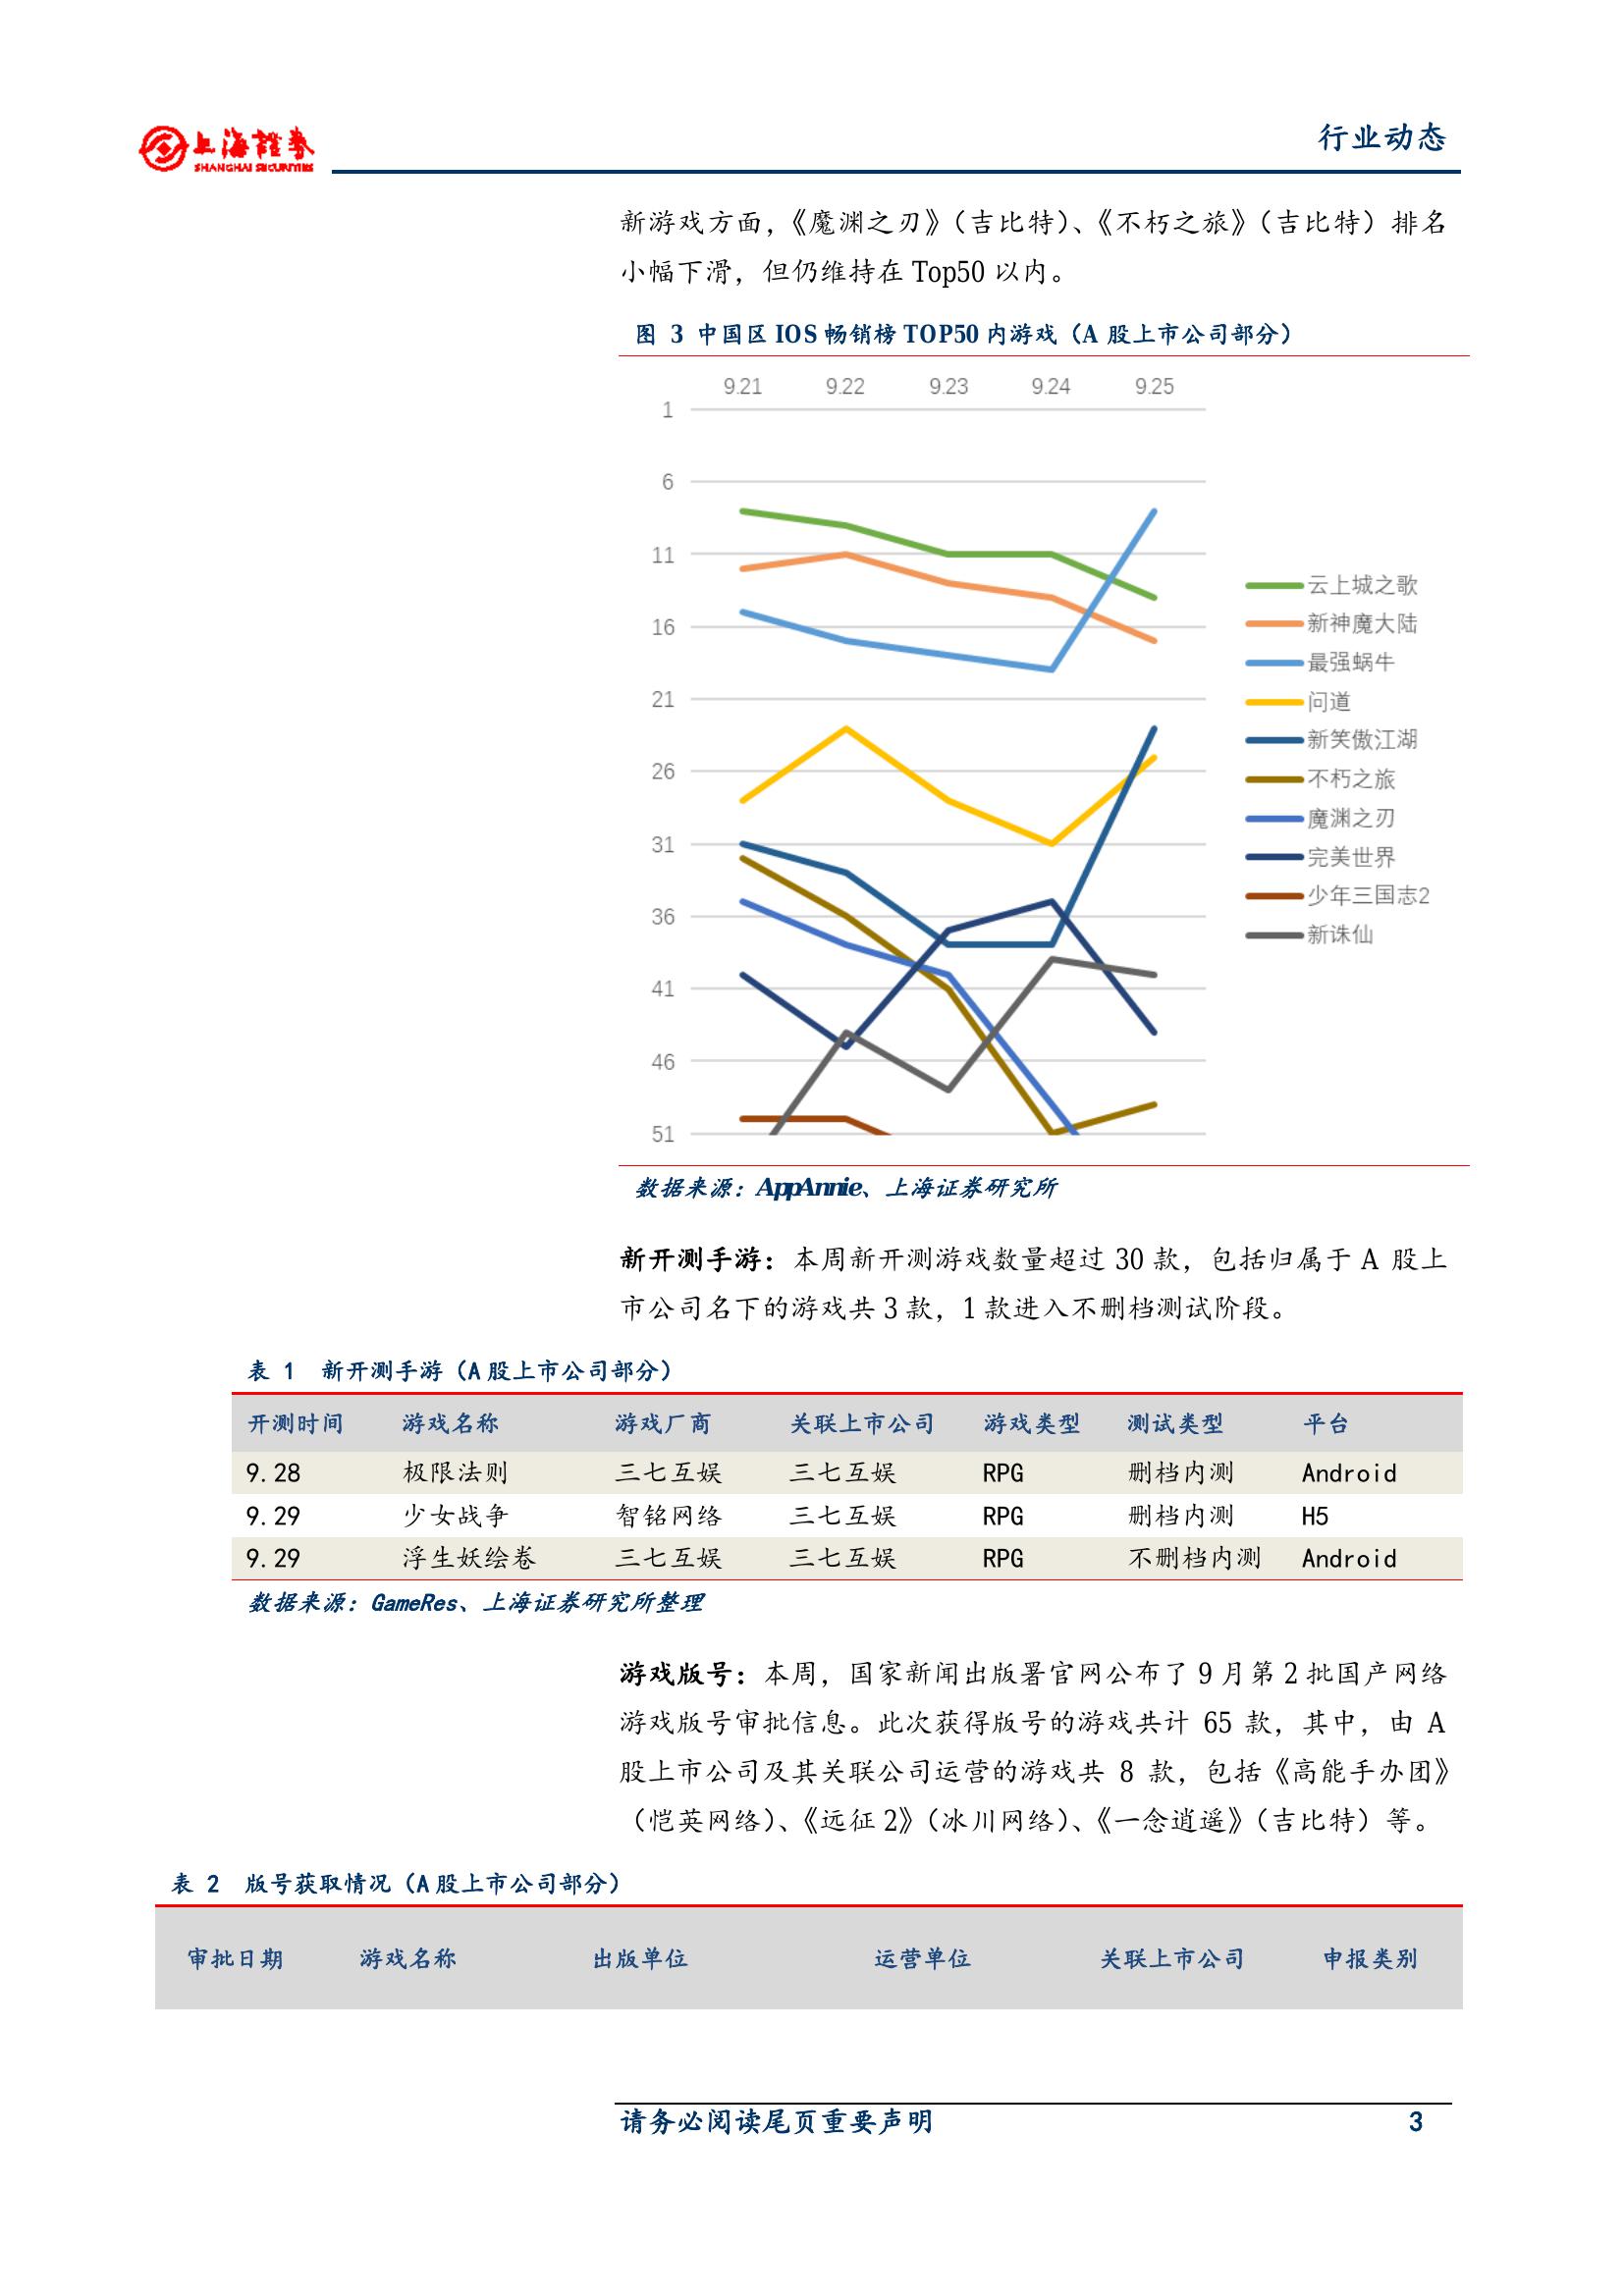 上海證券
SHANGHAI SECURITIES
行业动态
新游戏方面，《魔渊之刃》（吉比特）、《不朽之旅》（吉比特）排名
小幅下滑，但仍维持在 Top50 以内。
图 3 中国区 IOS 畅销榜 TOP50 内游戏（A 股上市公司部分）
9.21 9.22 9.23 9.24 9.25
1
6
11
16
21
26
31
36
41
46
51
云上城之歌
新神魔大陆
最强蜗牛
问道
新笑傲江湖
不朽之旅
魔渊之刃
完美世界
少年三国志2
新诛仙
数据来源：AppAnnie、上海证券研究所
新开测手游：本周新开测游戏数量超过 30 款，包括归属于 A 股上
市公司名下的游戏共 3 款，1 款进入不删档测试阶段。
表 1 新开测手游（A 股上市公司部分）
开测时间 游戏名称 游戏厂商 关联上市公司 游戏类型 测试类型 平台
9.28 极限法则 三七互娱 三七互娱 RPG 删档内测 Android
9.29 少女战争 智铭网络 三七互娱 RPG 删档内测 H5
9.29 浮生妖绘卷 三七互娱 三七互娱 RPG 不删档内测 Android
数据来源：GameRes、上海证券研究所整理
游戏版号：本周，国家新闻出版署官网公布了 9 月第 2 批国产网络
游戏版号审批信息。此次获得版号的游戏共计 65 款，其中，由 A
股上市公司及其关联公司运营的游戏共 8 款，包括《高能手办团》
（恺英网络）、《远征 2》（冰川网络）、《一念逍遥》（吉比特）等。
表 2 版号获取情况（A 股上市公司部分）
审批日期 游戏名称 出版单位 运营单位 关联上市公司 申报类别
请务必阅读尾页重要声明 3